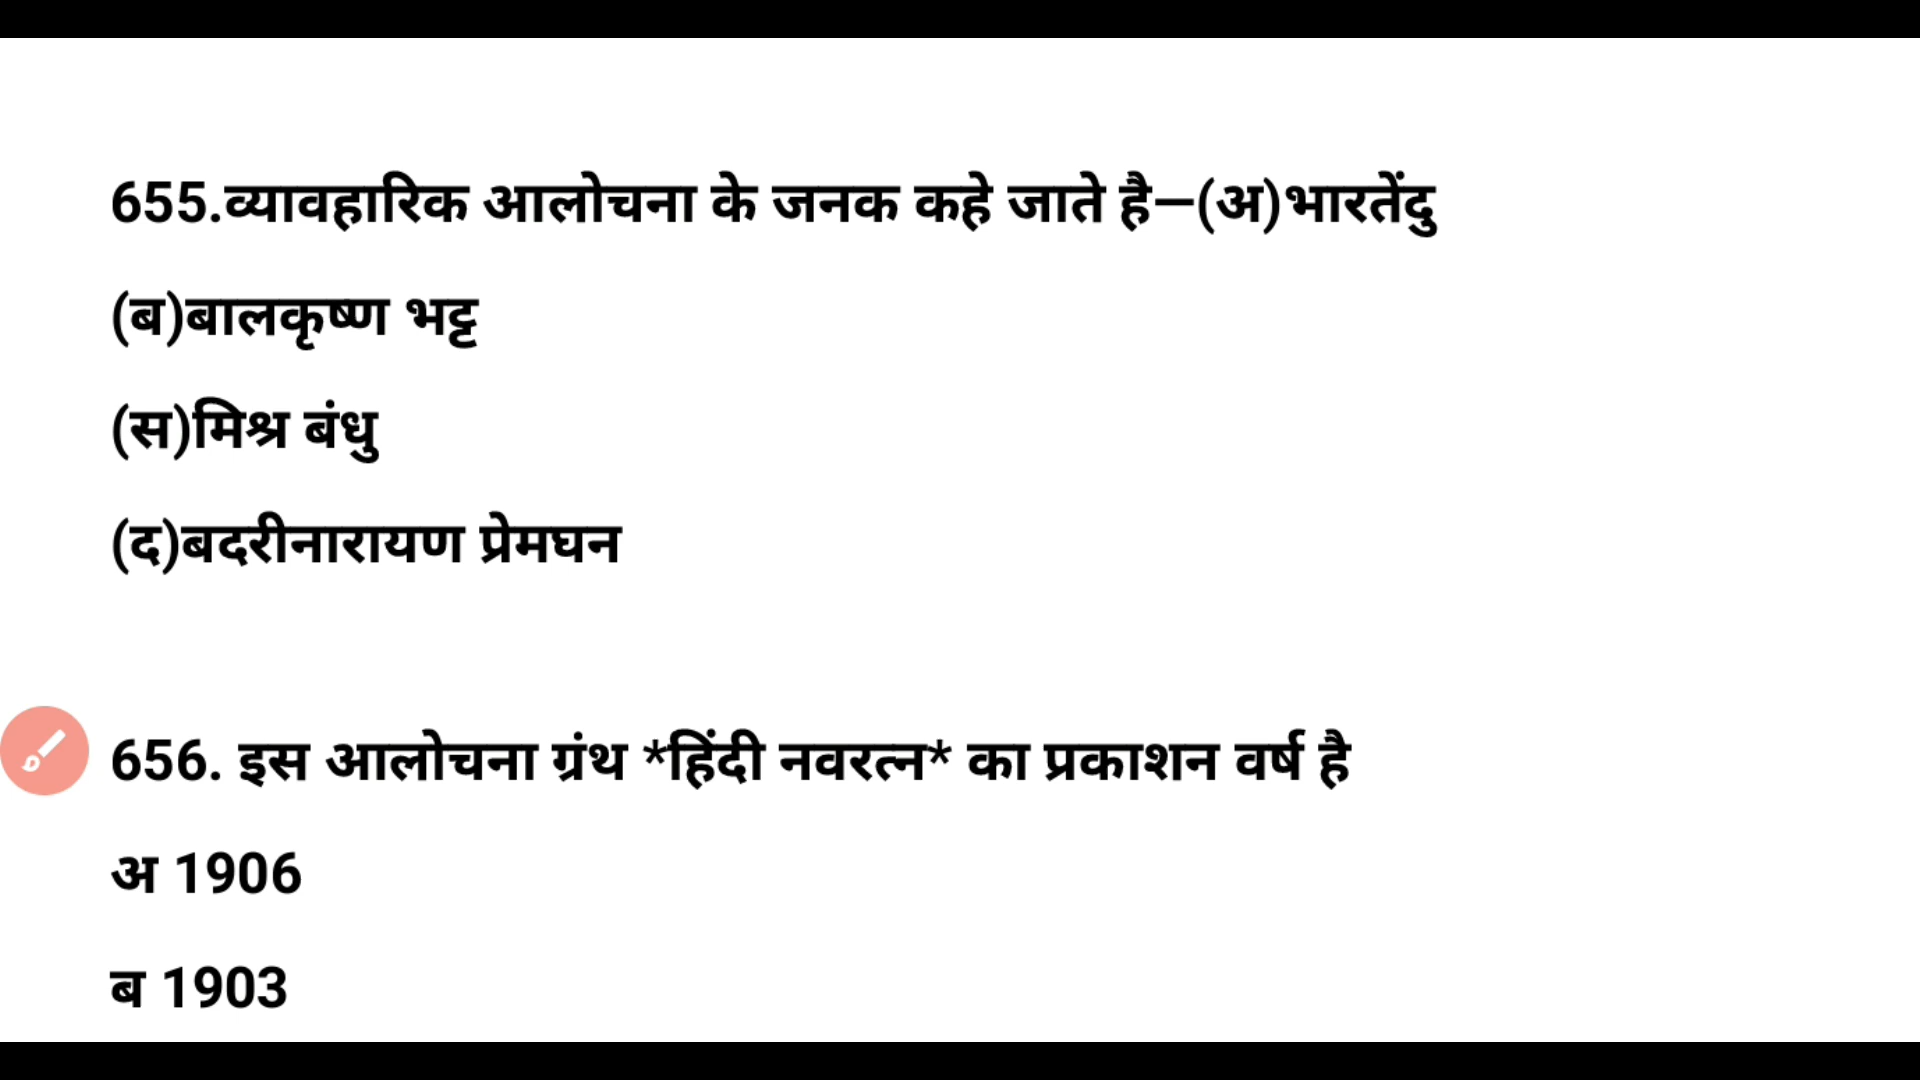 655.व्यावहारिक आलोचना के जनक कहे जाते है—(अ)भारतेंदु
(ब)बालकृष्ण भट्ट
(स)मिश्र बंधु
(द)बदरीनारायण प्रेमघन
656. इस आलोचना ग्रंथ *हिंदी नवरत्न* का प्रकाशन वर्ष है
अ 1906
ब 1903